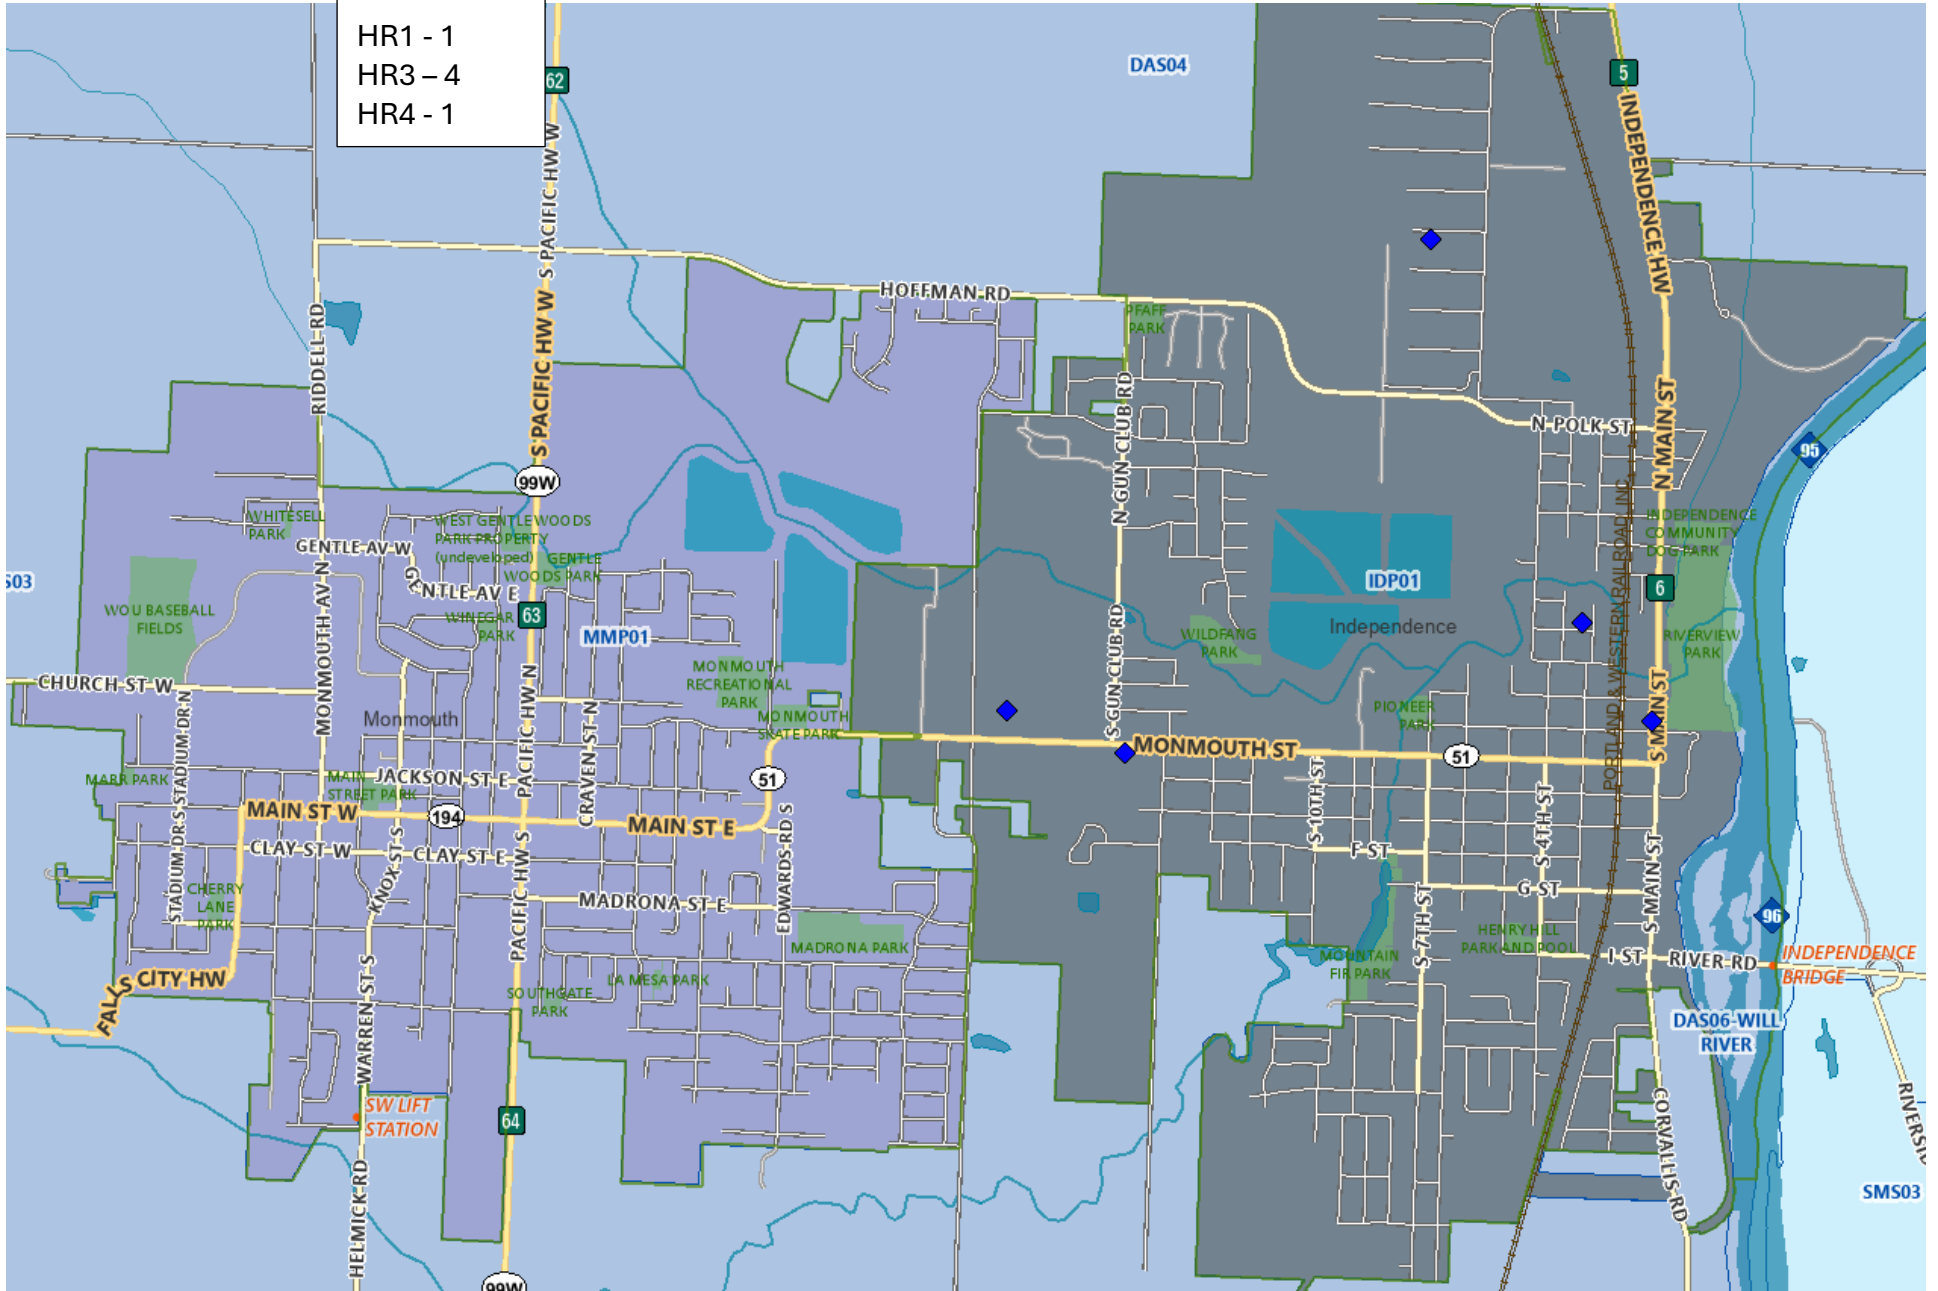 HR1 - 1
HR3 – 4
HR4 - 1
62
DAS04
5
INDEPENDENCE HW
S PACIFIC HW W
S PACIFIC HW W
HOFFMAN RD
RIDDELL RD
PFAFF
PARK
N GUN CLUB RD
N POLK ST
N MAIN ST
95
99W
WHITESELL
PARK
WEST GENTLE WOODS
PARK PROPERTY
(undeveloped)
GENTLE
WOODS PARK
GENTLE AV W
GENTLE AV E
S03
WOU BASEBALL
FIELDS
MONMOUTH AV N
WINEGAR
PARK
63
MMP01
INDEPENDENCE
COMMUNITY
DOG PARK
PORTLAND & WESTERN RAILROAD, INC.
IDP01
6
Independence
WILDFANG
PARK
RIVERVIEW
PARK
S GUN CLUB RD
MONMOUTH
RECREATIONAL
PARK
CHURCH ST W
STADIUM DR N
Monmouth
PACIFIC HW N
CRAVEN ST N
MONMOUTH
SKATE PARK
PIONEER
PARK
S MAIN ST
MONMOUTH ST
51
51
MARR PARK
MAIN
STREET PARK
JACKSON ST E
MAIN ST W
194
MAIN ST E
S 10TH ST
S 4TH ST
STADIUM DR S
CLAY ST W
CLAY ST E
KNOX ST S
EDWARDS RD S
F ST
G ST
S MAIN ST
CHERRY
LANE
PARK
PACIFIC HW S
MADRONA ST E
MADRONA PARK
S 7TH ST
HENRY HILL
PARK AND POOL
96
MOUNTAIN
FIR PARK
I ST
RIVER RD
INDEPENDENCE
BRIDGE
FALLS CITY HW
LA MESA PARK
SOUTHGATE
PARK
WARREN ST S
DAS06-WILL
RIVER
SW LIFT
STATION
64
CORVALLIS RD
HELMICK RD
SMS03
99W